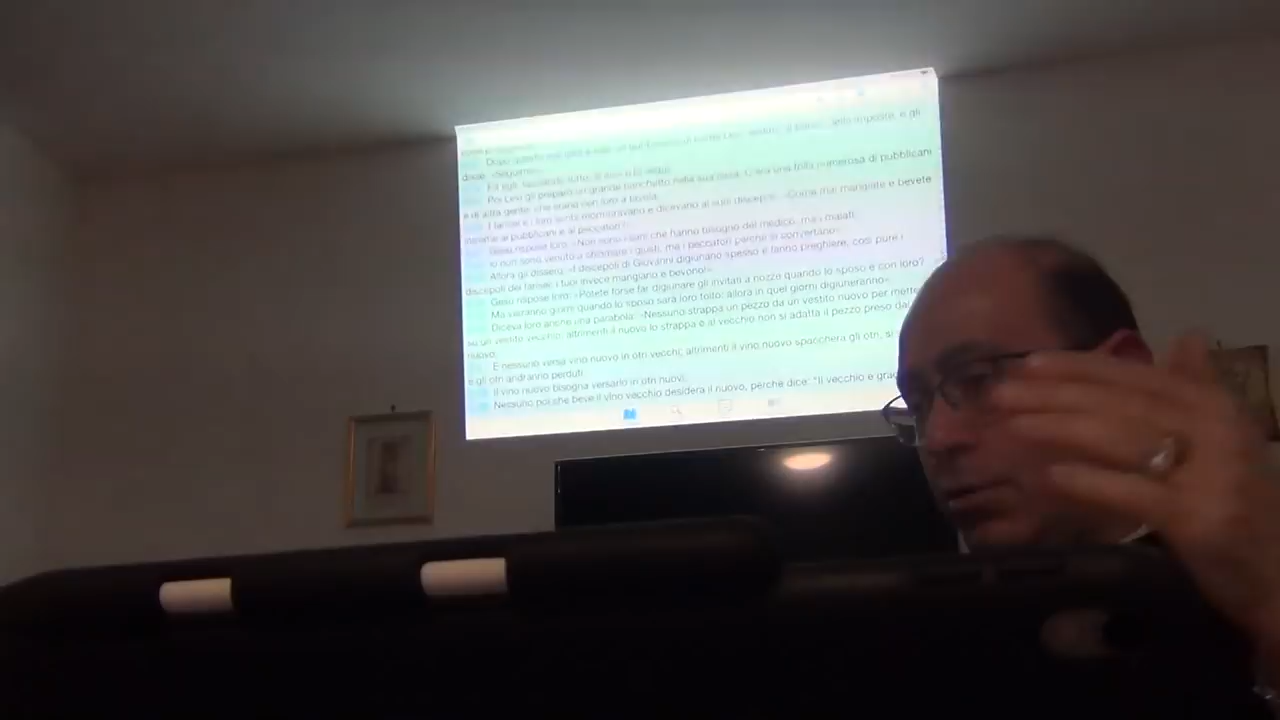 Dopo questo egli
dicono, «Seguimi!».
Ed egli, lasciando tutto, si alzò e lo seguì.
Poi Levi gli preparò un grande banchetto nella sua casa. C'era una folla numerosa di pubblicani
e di altra gente, che erano con loro a tavola.
I farisei e i loro scribi mormoravano e dicevano ai suoi discepoli: «Come mai mangiate e bevete
insieme ai pubblicani e ai peccatori?».
Gesù rispose loro: «Non sono i sani che hanno bisogno del medico, ma i malati;
io non sono venuto a chiamare i giusti, ma i peccatori perché si convertano».
Allora gli dissero: «I discepoli di Giovanni digiunano spesso e fanno preghiere, così pure i
discepoli dei farisei; i tuoi invece mangiano e bevono!».
Gesù rispose loro: «Potete forse far digiunare gli invitati a nozze quando lo sposo è con loro?
Ma verranno giorni quando lo sposo sarà loro tolto: allora in quei giorni digiuneranno».
Diceva loro anche una parabola: «Nessuno strappa un pezzo da un vestito nuovo per
su un vestito vecchio; altrimenti il nuovo lo strappa e al vecchio non si adatta il pezzo preso
nuovo.
E nessuno versa vino nuovo in otri vecchi; altrimenti il vino nuovo spaccherà gli otri, si
e gli otri andranno perduti.
Il vino nuovo bisogna versarlo in otri nuovi.
Nessuno poi che beve il vino vecchio desidera il nuovo, perché dice: "Il vecchio è